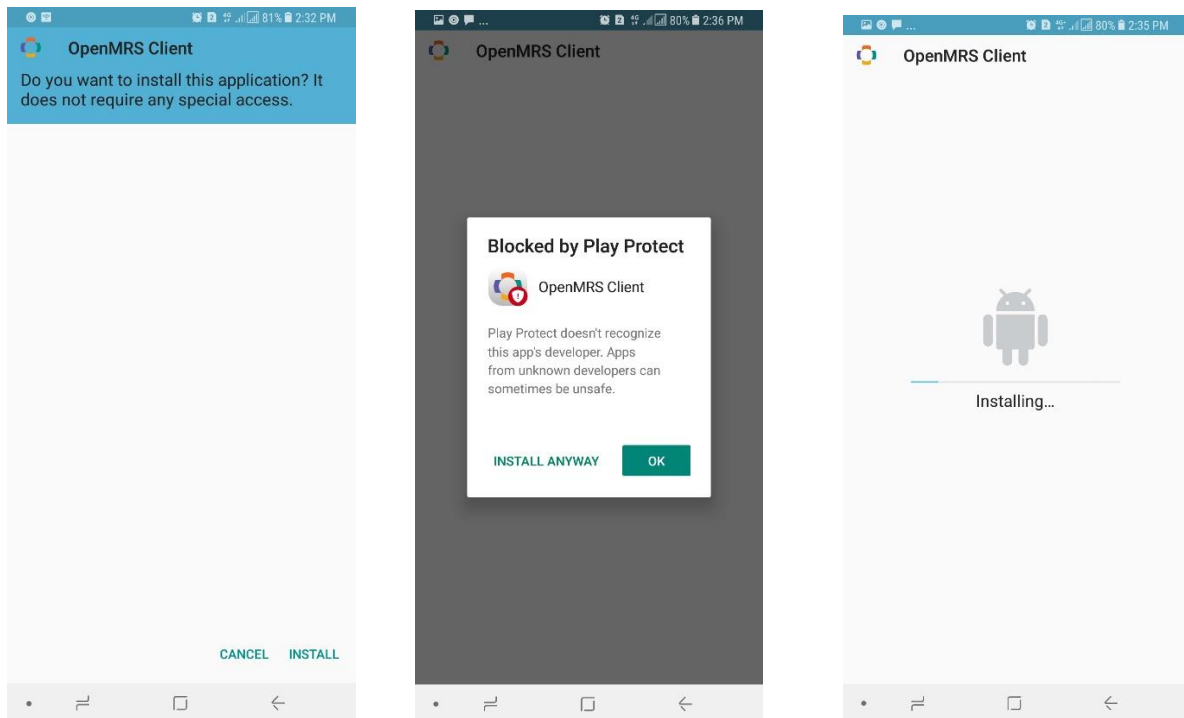 81% 2:32 PM
OpenMRS Client
Do you want to install this application? It
does not require any special access.
CANCEL INSTALL
... 80% 2:36 PM
OpenMRS Client
Blocked by Play Protect
OpenMRS Client
Play Protect doesn't recognize
this app's developer. Apps
from unknown developers can
sometimes be unsafe.
INSTALL ANYWAY OK
... 80% 2:35 PM
OpenMRS Client
Installing...